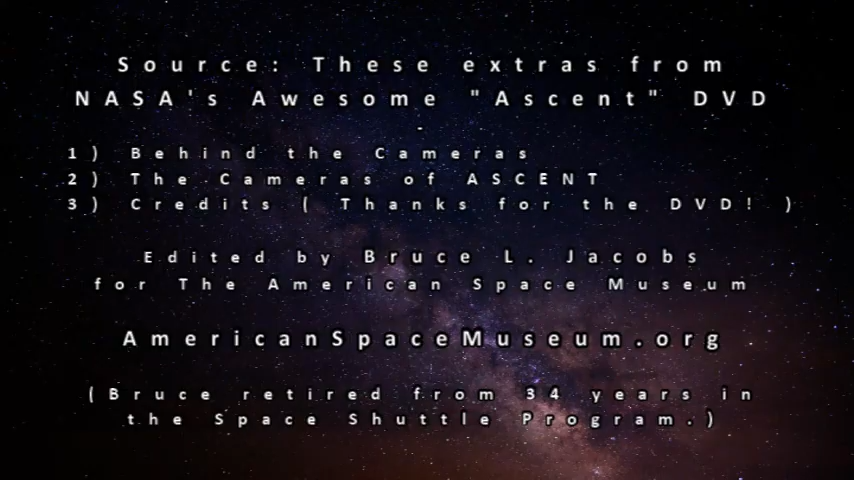 Source: These extras from
NASA's Awesome "Ascent" DVD
-
1) Behind the Cameras
2) The Cameras of ASCENT
3) Credits ( Thanks for the DVD! )
Edited by Bruce L. Jacobs
for The American Space Museum
AmericanSpaceMuseum.org
(Bruce retired from 34 years in
the Space Shuttle Program.)